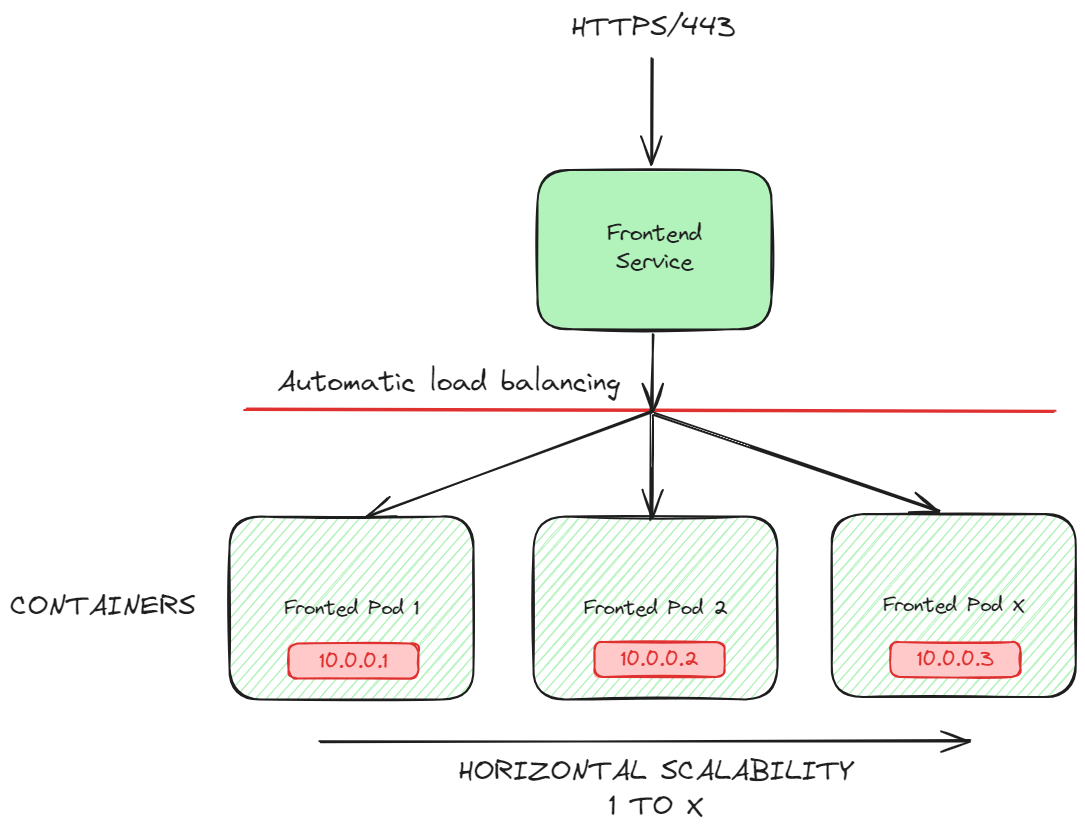 HTTPS/443
Frontend
Service
Automatic load balancing
CONTAINERS
Fronted Pod 1
Fronted Pod 2
Fronted Pod X
10.0.0.1
10.0.0.2
10.0.0.3
HORIZONTAL SCALABILITY
1 TO X